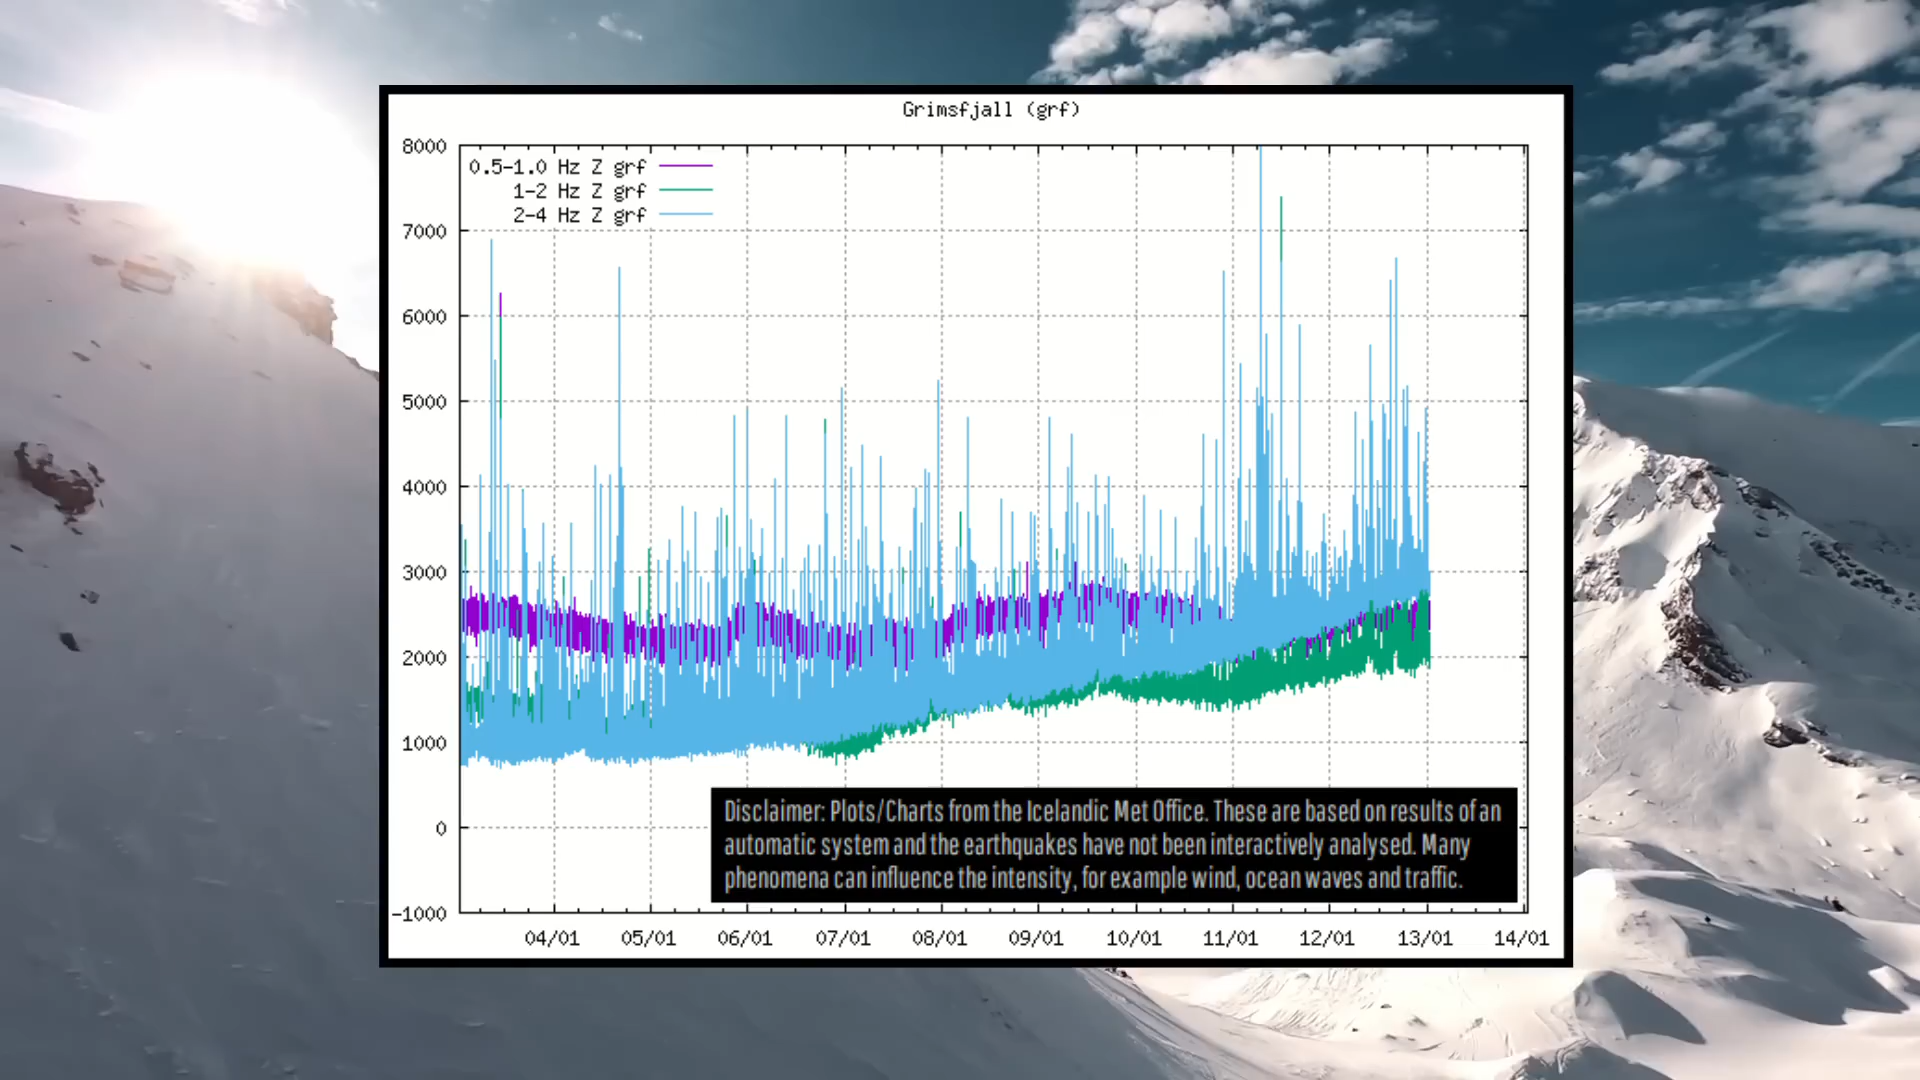 Grimsfjall (grf)
8000
0.5-1.0 Hz Z grf
1-2 Hz Z grf
2-4 Hz Z grf
7000
6000
5000
4000
3000
2000
1000
0
-1000
Disclaimer: Plots/Charts from the Icelandic Met Office. These are based on results of an
automatic system and the earthquakes have not been interactively analysed. Many
phenomena can influence the intensity, for example wind, ocean waves and traffic.
04/01 05/01 06/01 07/01 08/01 09/01 10/01 11/01 12/01 13/01 14/01